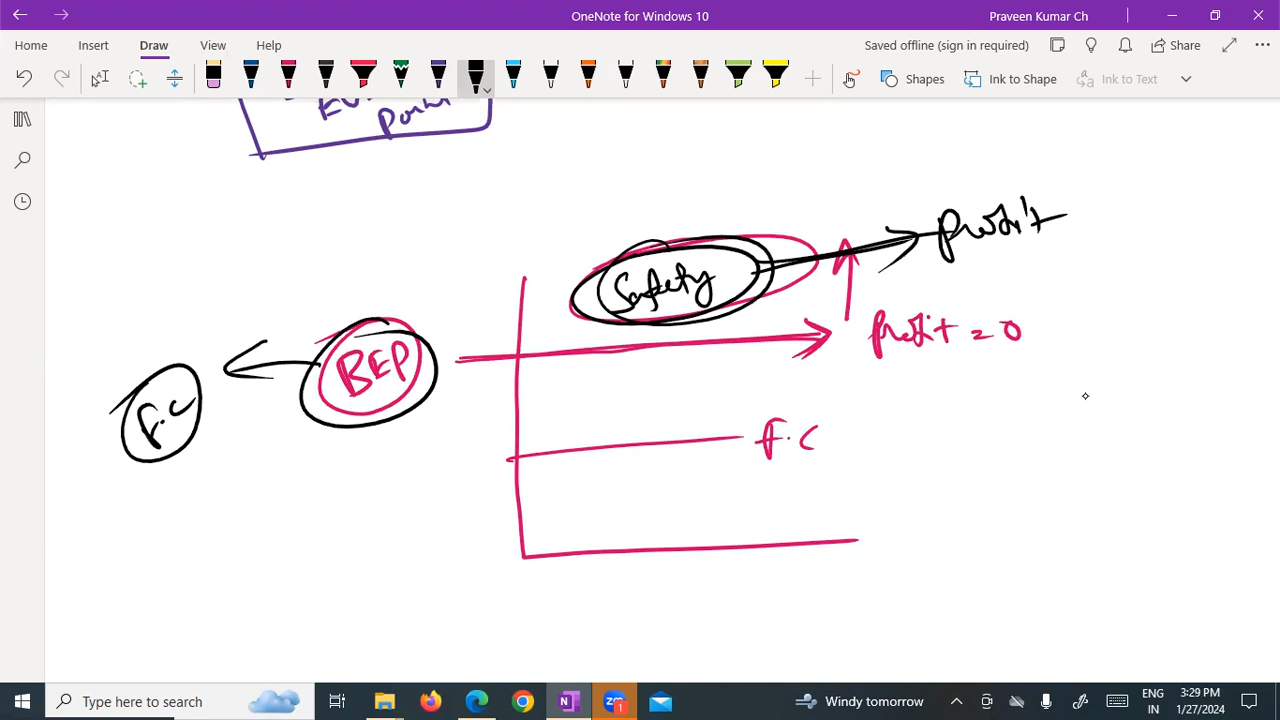 OneNote for Windows 10
Praveen Kumar Ch
Home Insert Draw View Help
Saved offline (sign in required)
Share
Shapes
Ink to Shape
Ink to Text
Point
Safety
Profit
BEP
Profit = 0
F.C
F.C
Type here to search
Windy tomorrow
ENG
IN
3:29 PM
1/27/2024